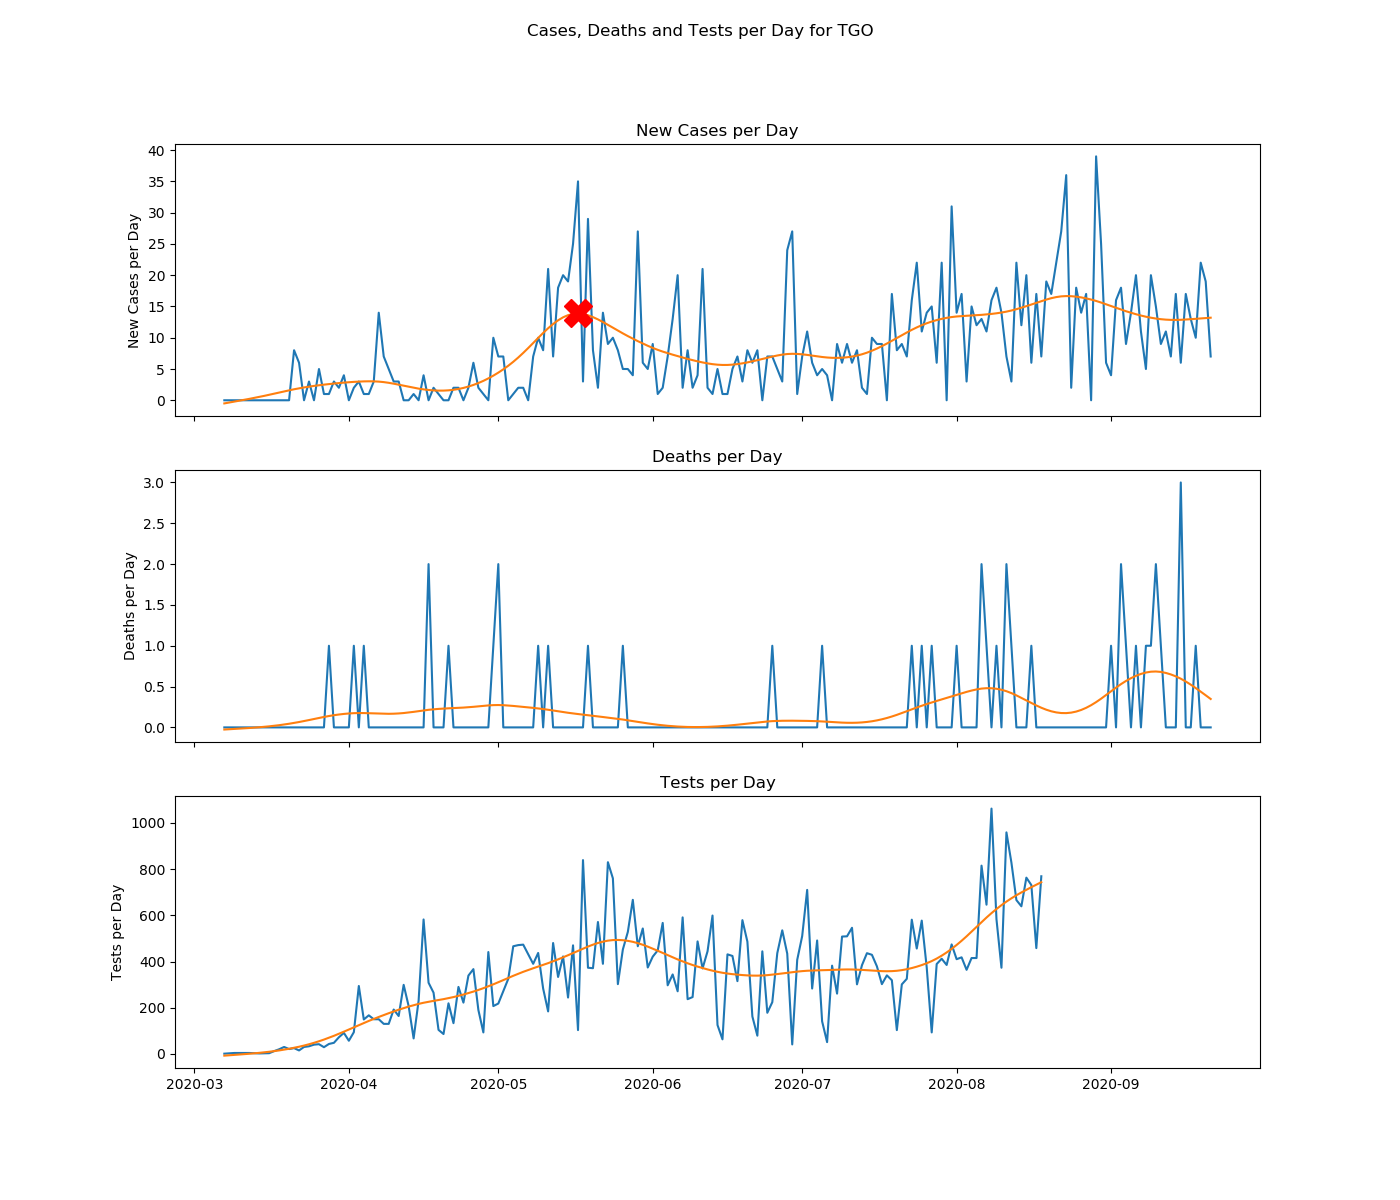 Cases, Deaths and Tests per Day for TGO
New Cases per Day
New Cases per Day
40
35
30
25
20
15
10
5
0
Deaths per Day
Deaths per Day
3.0
2.5
2.0
1.5
1.0
0.5
0.0
Tests per Day
Tests per Day
1000
800
600
400
200
0
2020-03 2020-04 2020-05 2020-06 2020-07 2020-08 2020-09